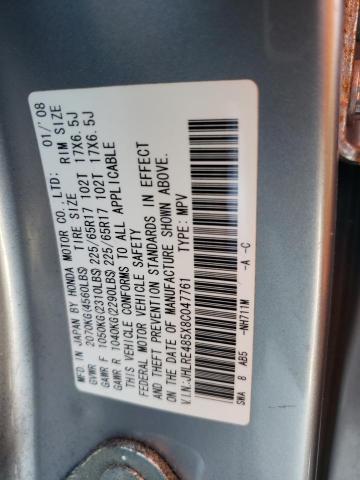 MFD. IN JAPAN BY HONDA MOTOR CO., LTD: 01/'08
TIRE SIZE RIM SIZE
GVWR 2070KG(4560LBS)
GAWR F 1050KG(2310LBS) 225/65R17 102T 17X6.5J
GAWR R 1040KG(2290LBS) 225/65R17 102T 17X6.5J
THIS VEHICLE CONFORMS TO ALL APPLICABLE
FEDERAL MOTOR VEHICLE SAFETY
AND THEFT PREVENTION STANDARDS IN EFFECT
ON THE DATE OF MANUFACTURE SHOWN ABOVE.
V.I.N:JHLRE485X8C047761 TYPE: MPV
SWA 8 AB5 -NH711M -A -C